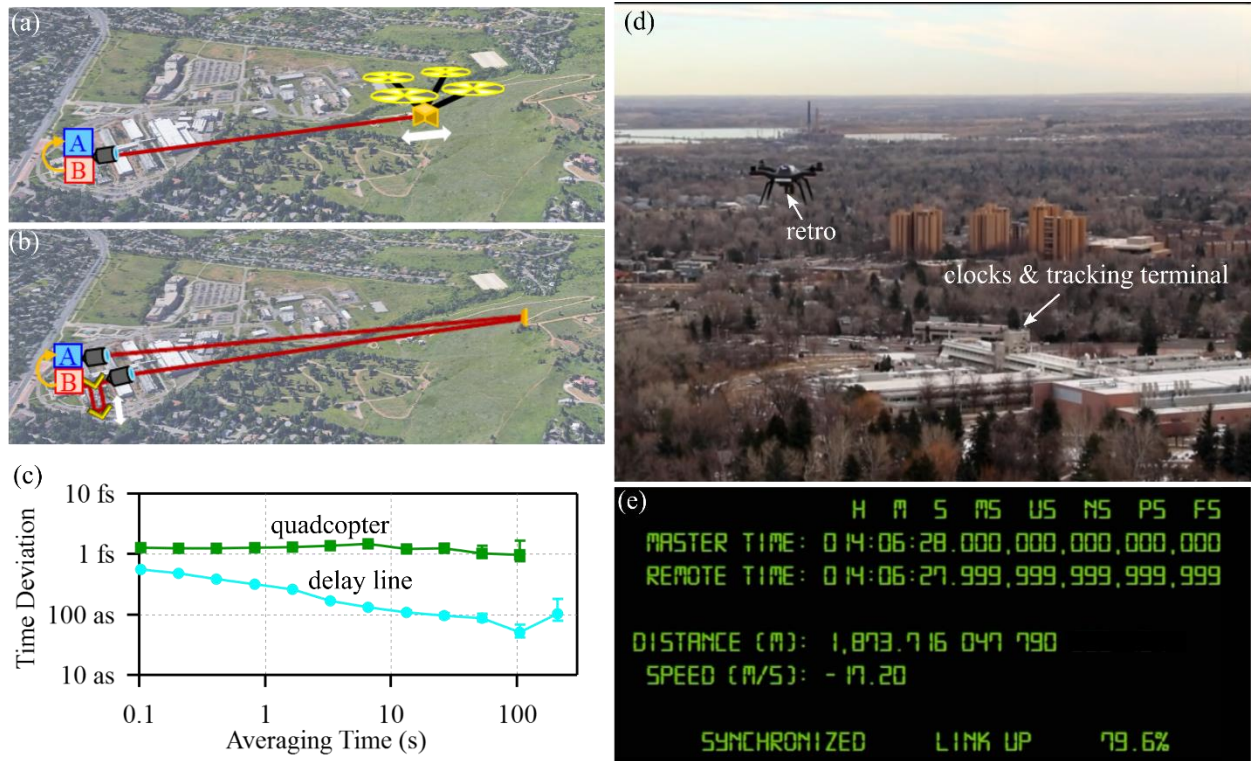 (a)
A
B
(b)
A
B
(c)
10 fs
1 fs
100 as
10 as
Time Deviation
quadcopter
delay line
0.1
1
10
100
Averaging Time (s)
(d)
retro
clocks & tracking terminal
(e)
H M S MS US NS PS FS
MASTER TIME: 014:06:28.000,000,000,000,000
REMOTE TIME: 014:06:27.999,999,999,999,999
DISTANCE (M): 1,873.716 047 790
SPEED (M/S): -17.20
SYNCHRONIZED LINK UP 79.6%